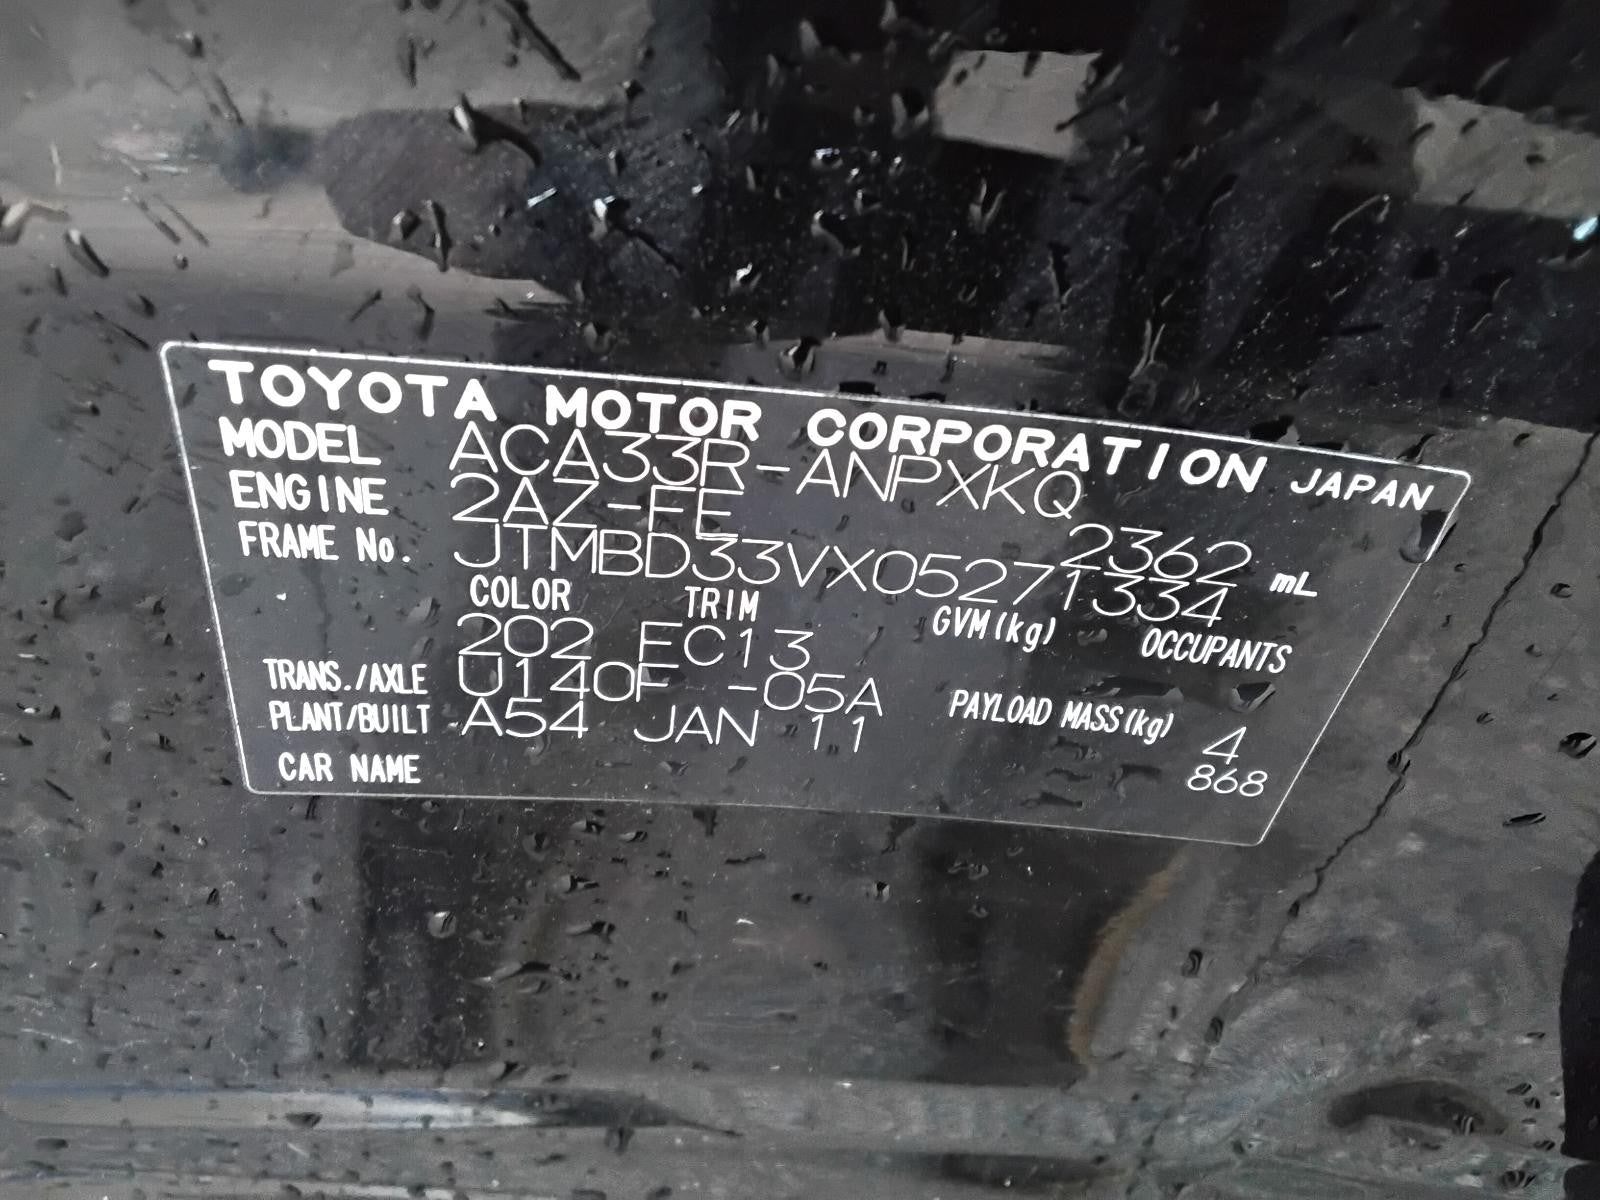 TOYOTA MOTOR CORPORATION JAPAN
MODEL ACA33R-ANPXKQ
ENGINE 2AZ-FE 2362 mL
FRAME No. JTMBD33VX05271334
COLOR TRIM GVM(kg) OCCUPANTS
202 FC13
TRANS./AXLE U140F -05A PAYLOAD MASS(kg) 4
PLANT/BUILT A54 JAN 11 868
CAR NAME